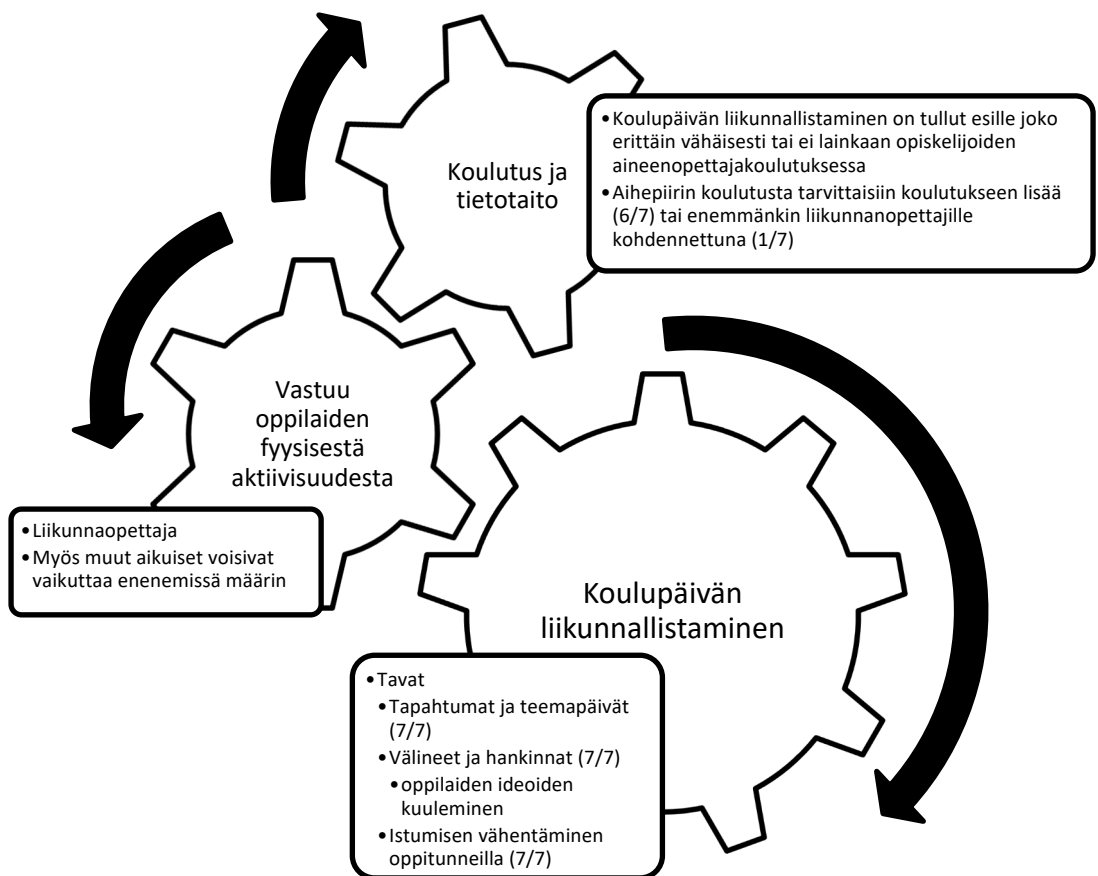 Koulutus ja
tietotaito
•Koulupäivän liikunnallistaminen on tullut esille joko
erittäin vähäisesti tai ei lainkaan opiskelijoiden
aineenopettajakoulutuksessa
•Aihepiirin koulutusta tarvittaisiin koulutukseen lisää
(6/7) tai enemmänkin liikunnanopettajille
kohdennettuna (1/7)
Vastuu
oppilaiden
fyysisestä
aktiivisuudesta
•Liikunnaopettaja
•Myös muut aikuiset voisivat
vaikuttaa enenemissä määrin
Koulupäivän
liikunnallistaminen
•Tavat
•Tapahtumat ja teemapäivät
(7/7)
•Välineet ja hankinnat (7/7)
•oppilaiden ideoiden
kuuleminen
•Istumisen vähentäminen
oppitunneilla (7/7)